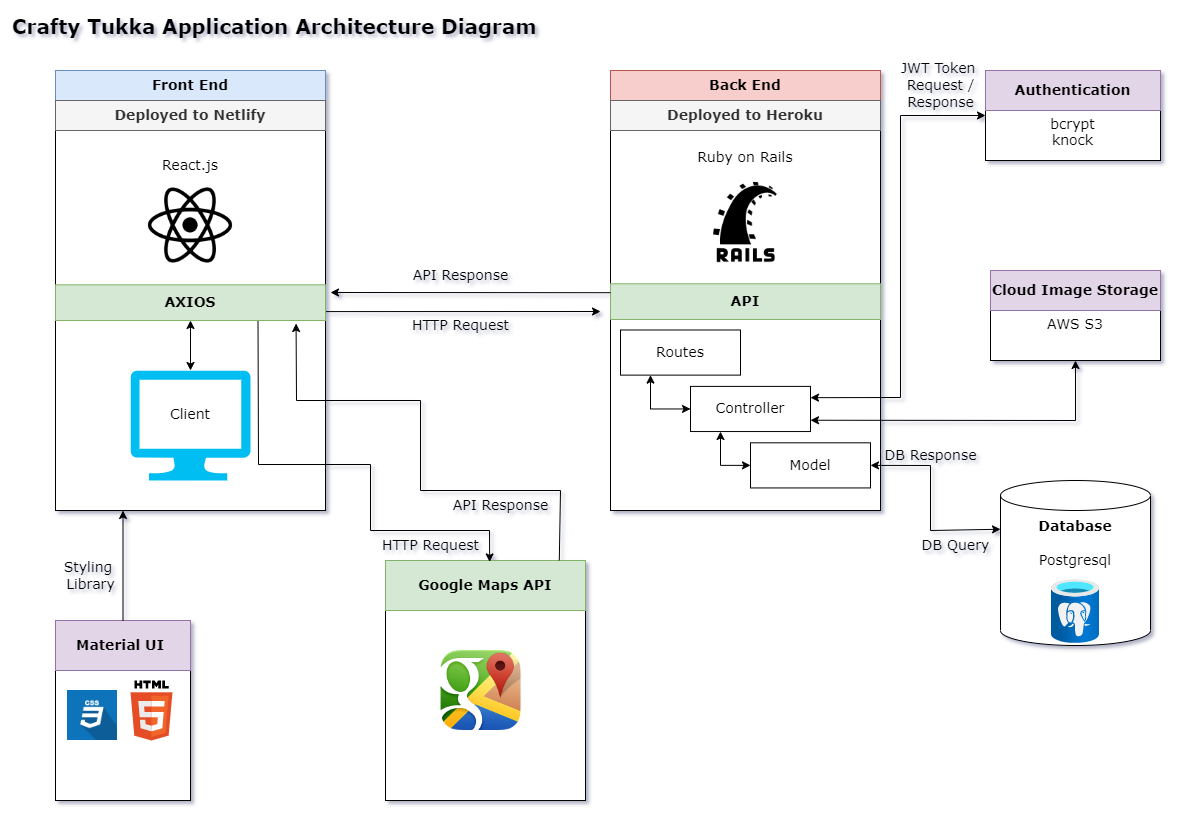 Crafty Tukka Application Architecture Diagram
Front End
Deployed to Netlify
React.js
AXIOS
Client
Back End
Deployed to Heroku
Ruby on Rails
RAILS
API
Routes
Controller
Model
API Response
HTTP Request
JWT Token
Request /
Response
Authentication
bcrypt
knock
Cloud Image Storage
AWS S3
DB Response
DB Query
Database
Postgresql
API Response
HTTP Request
Google Maps API
g
Styling
Library
Material UI
CSS
3
HTML
5